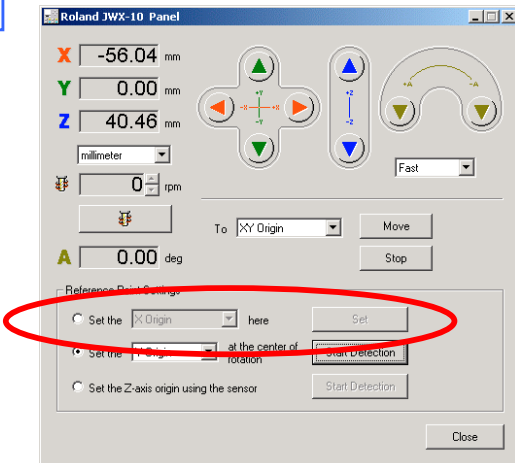 Roland JWX-10 Panel
X -56.04 mm
Y 0.00 mm
Z 40.46 mm
+Y
-X +X
-Y
+Z
-Z
+A -A
millimeter
Fast
0 rpm
To XY Origin Move
Stop
A 0.00 deg
Reference Point Settings
Set the X Origin here Set
Set the Y Origin at the center of rotation Start Detection
Set the Z-axis origin using the sensor Start Detection
Close